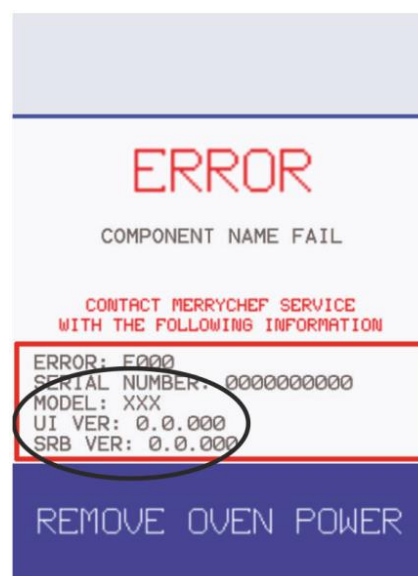 ERROR
COMPONENT NAME FAIL
CONTACT MERRYCHEF SERVICE
WITH THE FOLLOWING INFORMATION
ERROR: E000
SERIAL NUMBER: 0000000000
MODEL: XXX
UI VER: 0.0.000
SRB VER: 0.0.000
REMOVE OVEN POWER